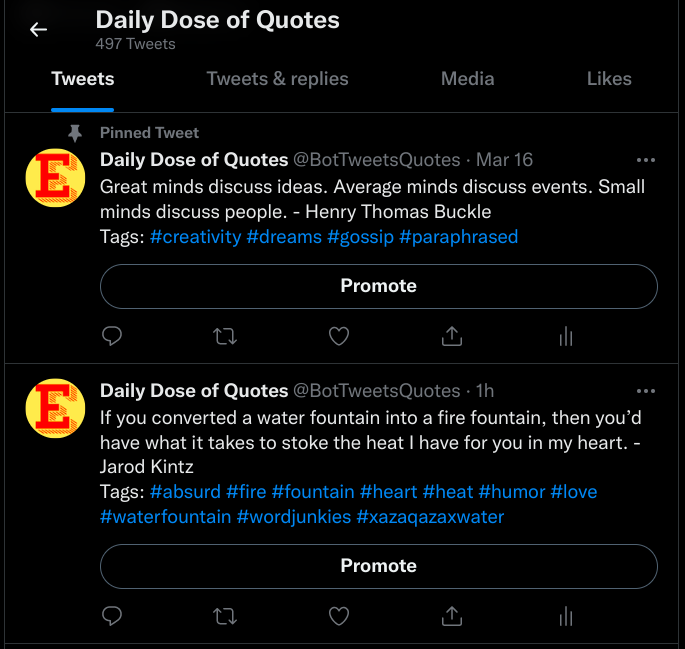 Daily Dose of Quotes
497 Tweets
Tweets Tweets & replies Media Likes
Pinned Tweet
Daily Dose of Quotes @BotTweetsQuotes · Mar 16
E
Great minds discuss ideas. Average minds discuss events. Small
minds discuss people. - Henry Thomas Buckle
Tags: #creativity #dreams #gossip #paraphrased
Promote
Daily Dose of Quotes @BotTweetsQuotes · 1h
E
If you converted a water fountain into a fire fountain, then you’d
have what it takes to stoke the heat I have for you in my heart. -
Jarod Kintz
Tags: #absurd #fire #fountain #heart #heat #humor #love
#waterfountain #wordjunkies #xazaqazaxwater
Promote